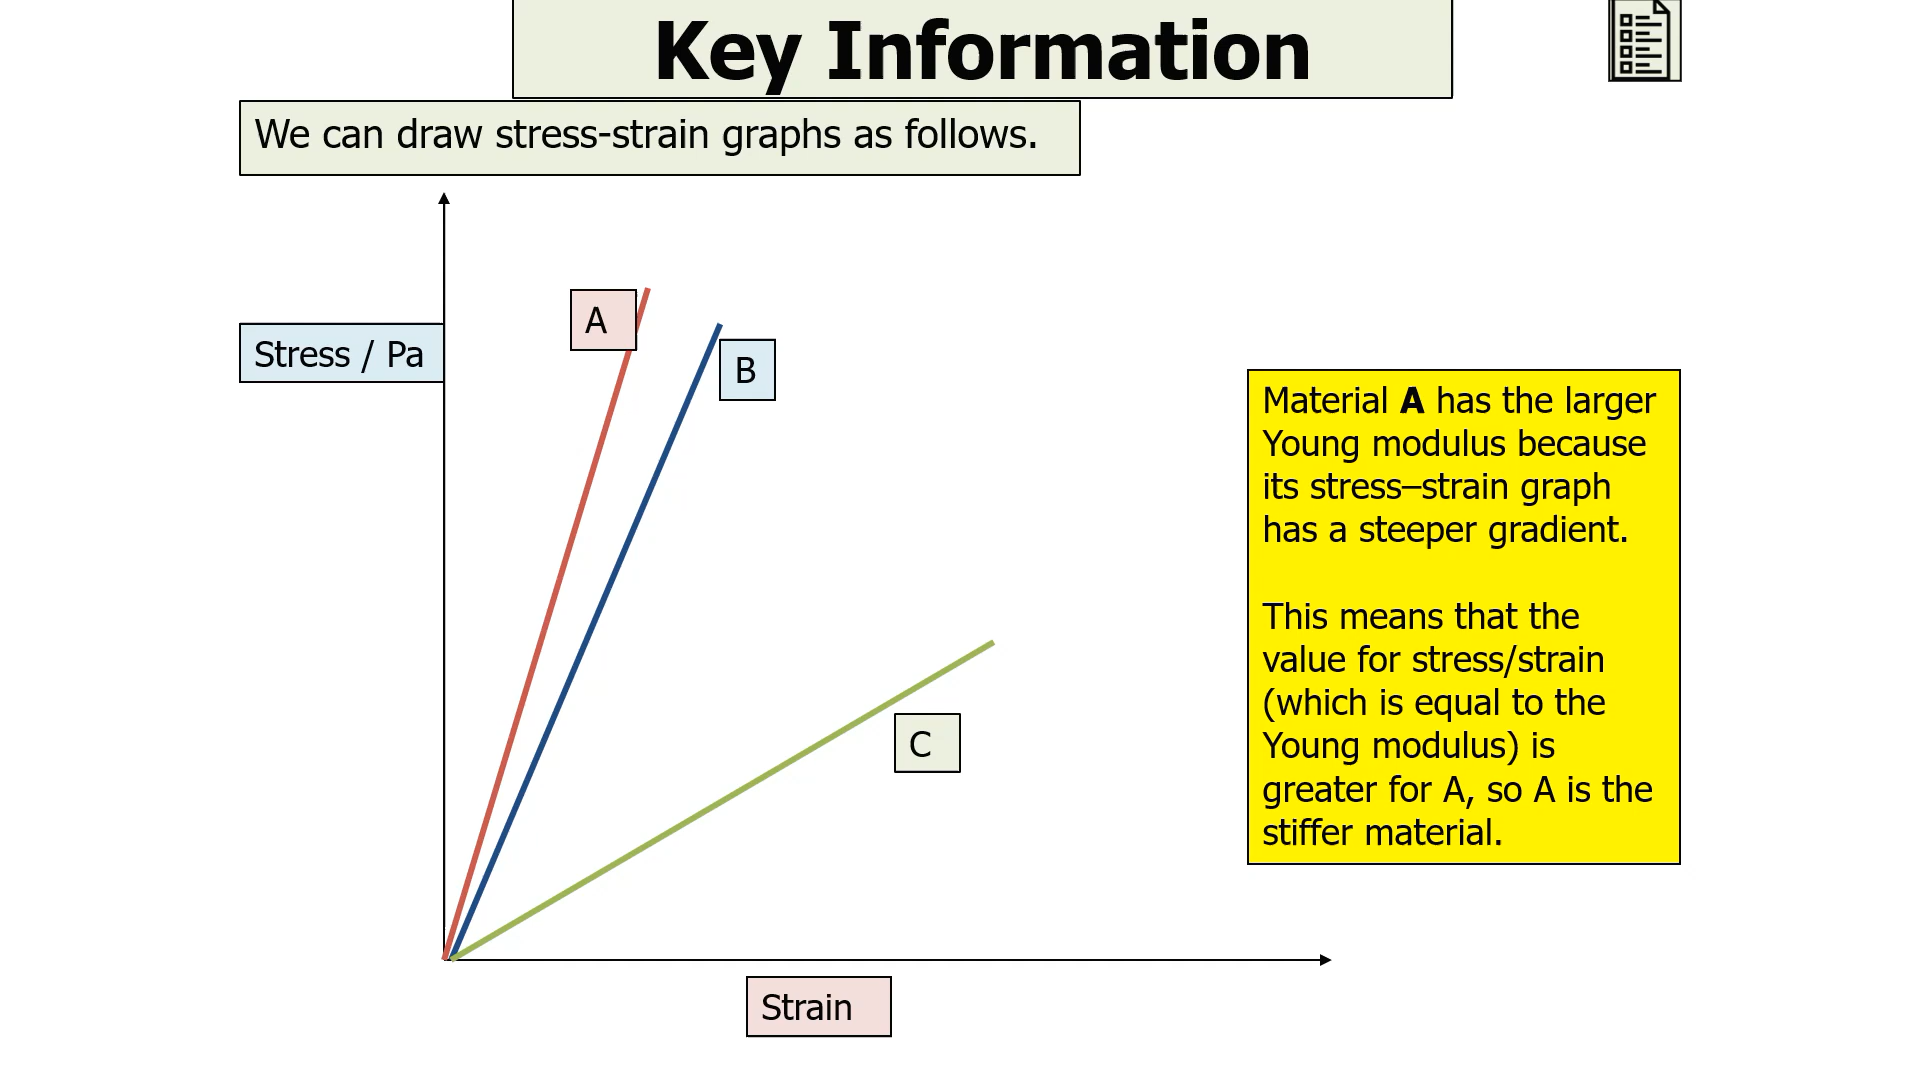 Key Information
We can draw stress-strain graphs as follows.
A
Stress / Pa
B
C
Strain
Material A has the larger
Young modulus because
its stress–strain graph
has a steeper gradient.
This means that the
value for stress/strain
(which is equal to the
Young modulus) is
greater for A, so A is the
stiffer material.